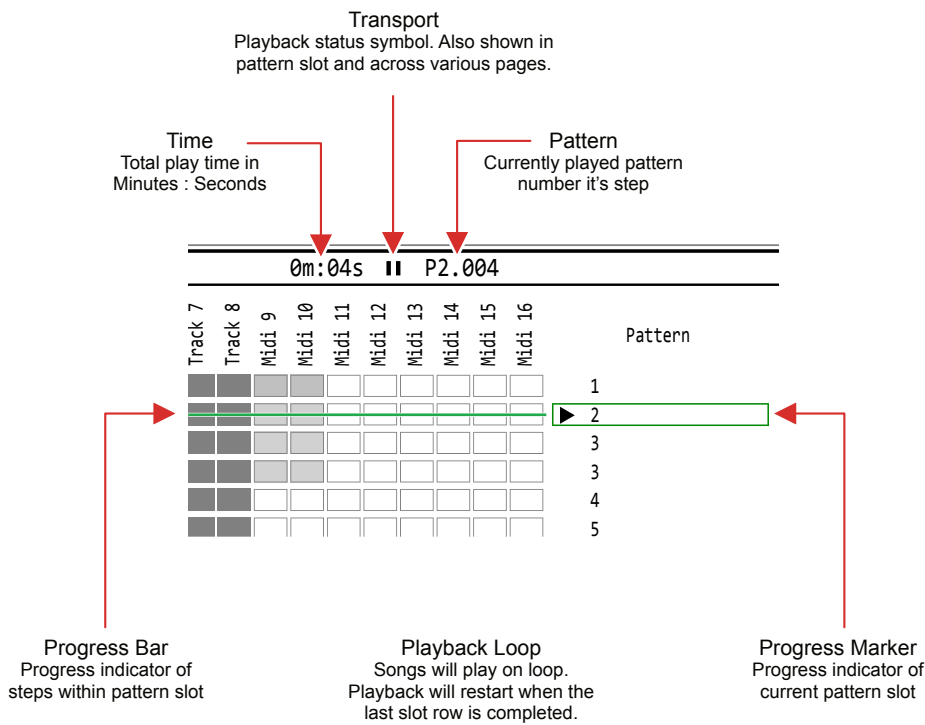 Transport
Playback status symbol. Also shown in
pattern slot and across various pages.
Time
Total play time in
Minutes : Seconds
Pattern
Currently played pattern
number it's step
0m:04s P2.004
Track 7
Track 8
Midi 9
Midi 10
Midi 11
Midi 12
Midi 13
Midi 14
Midi 15
Midi 16
Pattern
1
2
3
3
4
5
Progress Bar
Progress indicator of
steps within pattern slot
Playback Loop
Songs will play on loop.
Playback will restart when the
last slot row is completed.
Progress Marker
Progress indicator of
current pattern slot